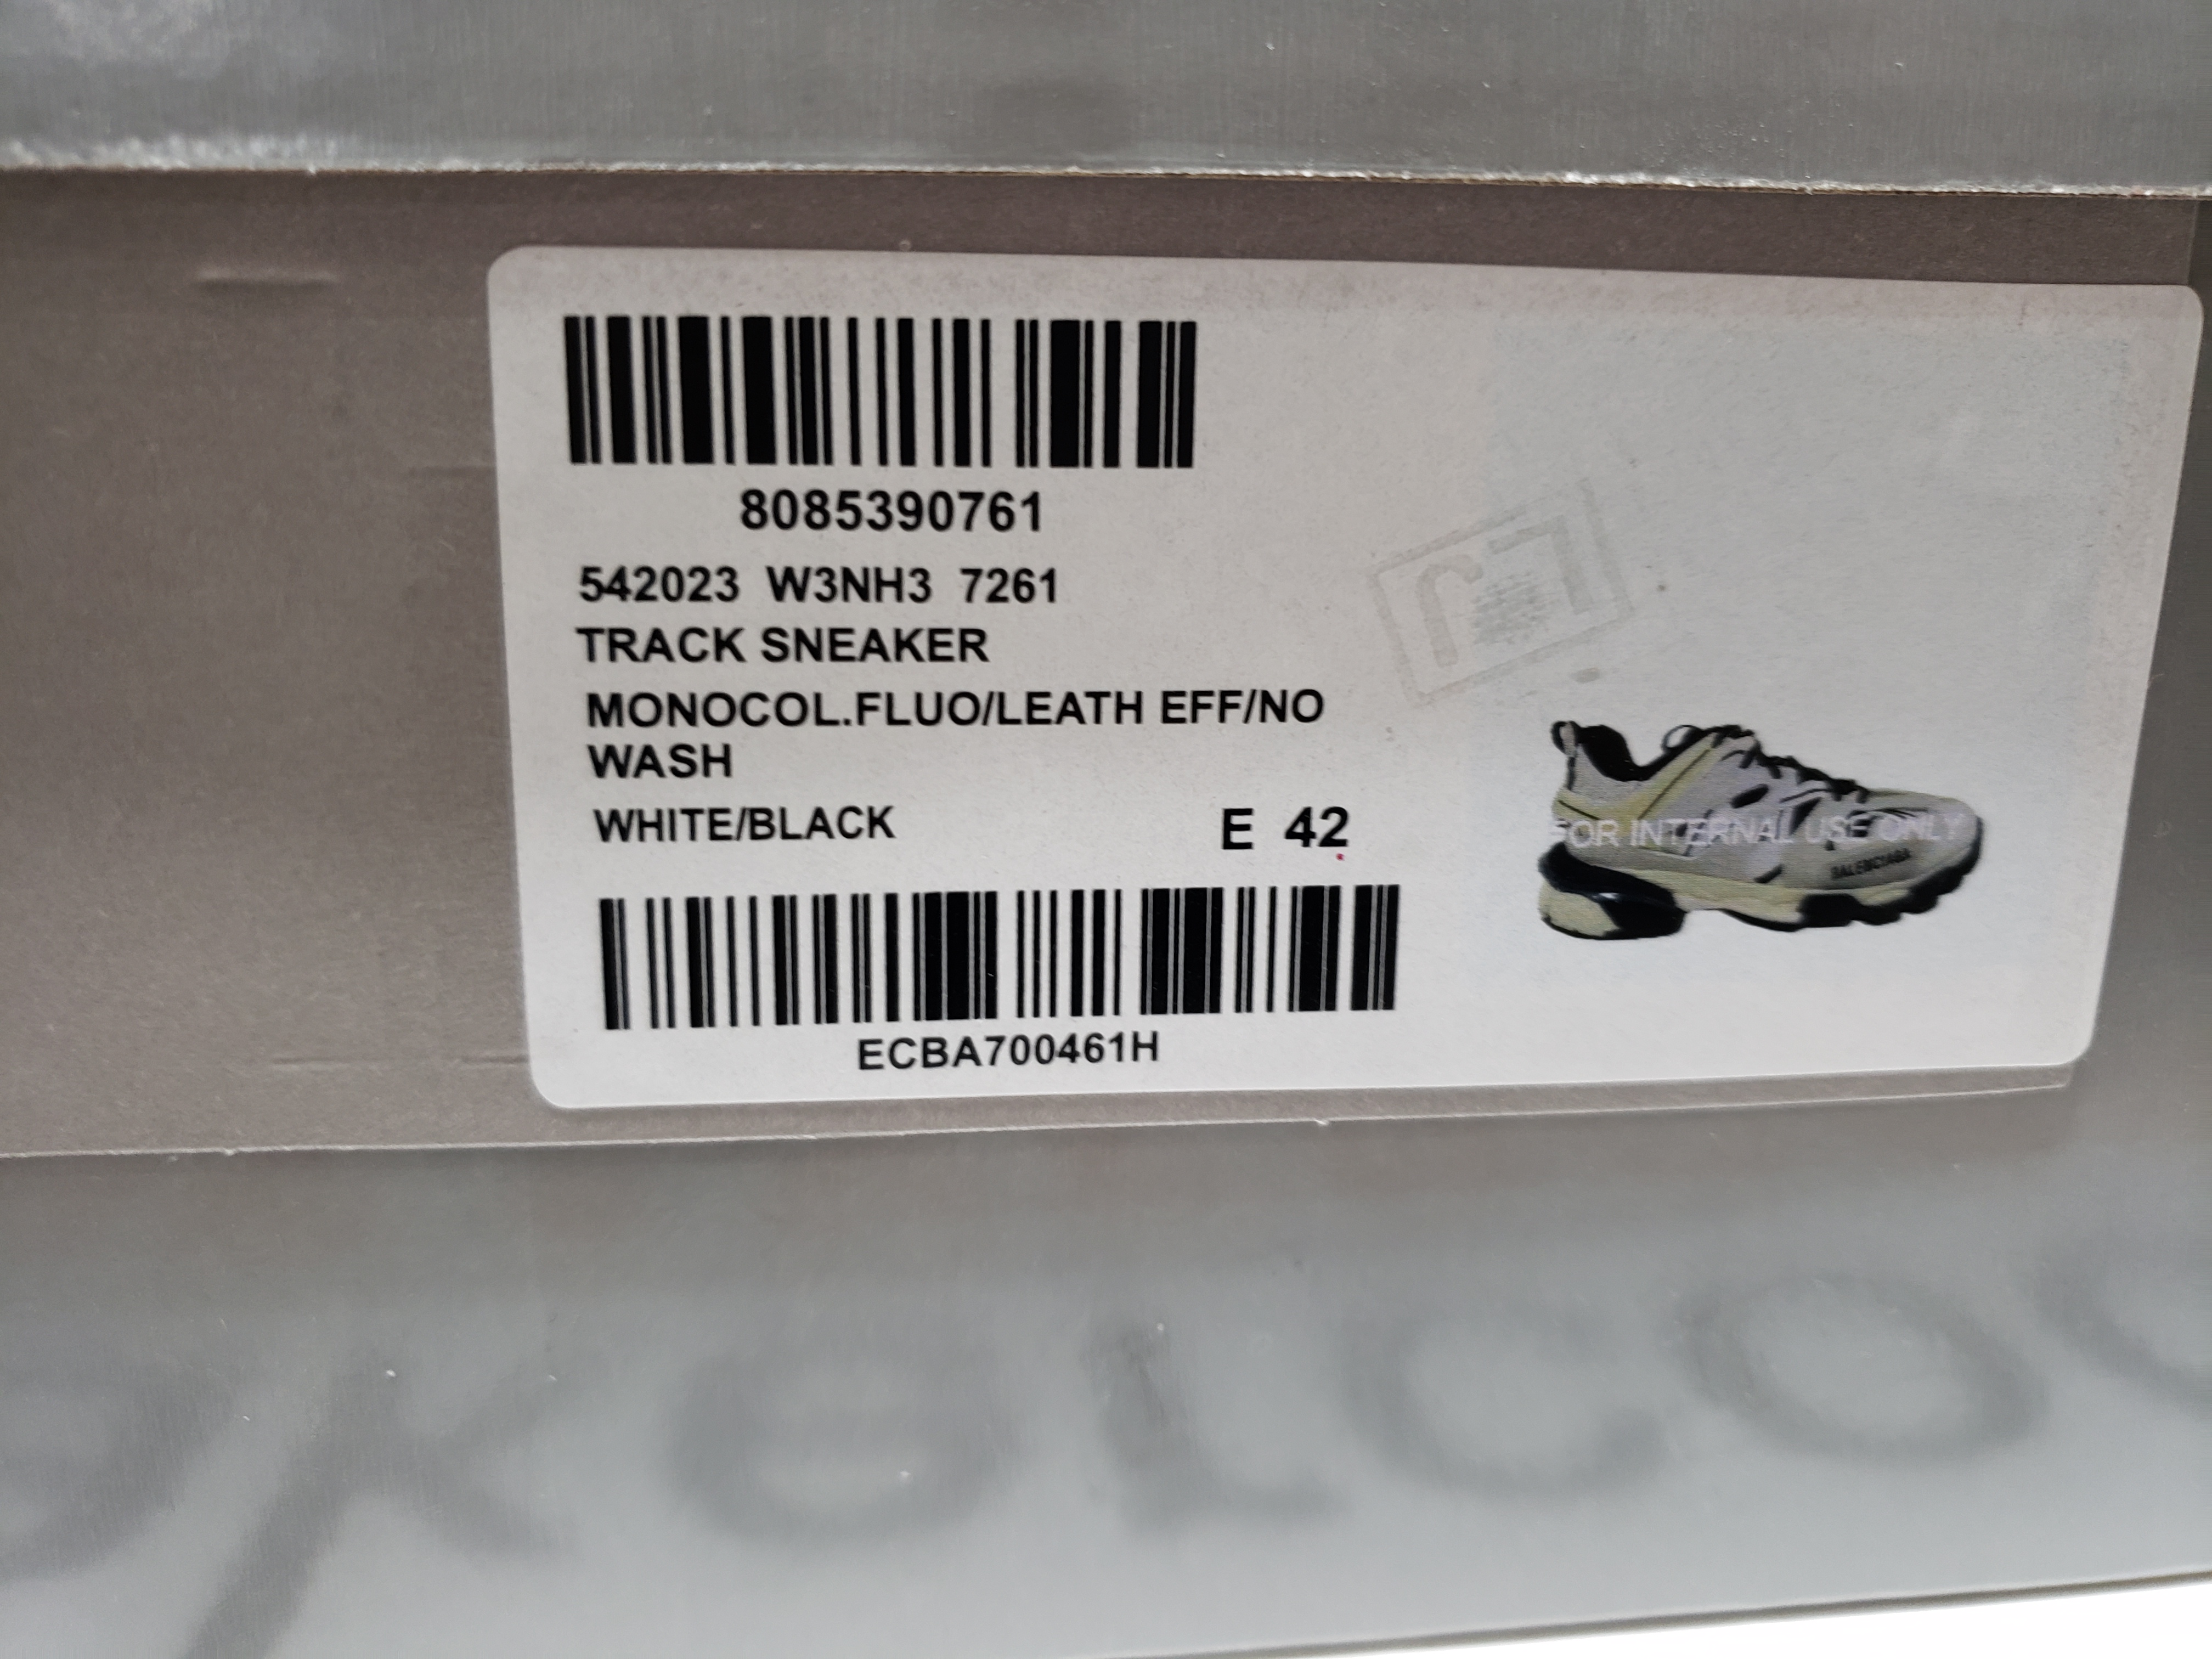 8085390761
542023 W3NH3 7261
TRACK SNEAKER
MONOCOL.FLUO/LEATH EFF/NO
WASH
WHITE/BLACK E 42
FOR INTERNAL USE ONLY
BALENCIAGA
ECBA700461H